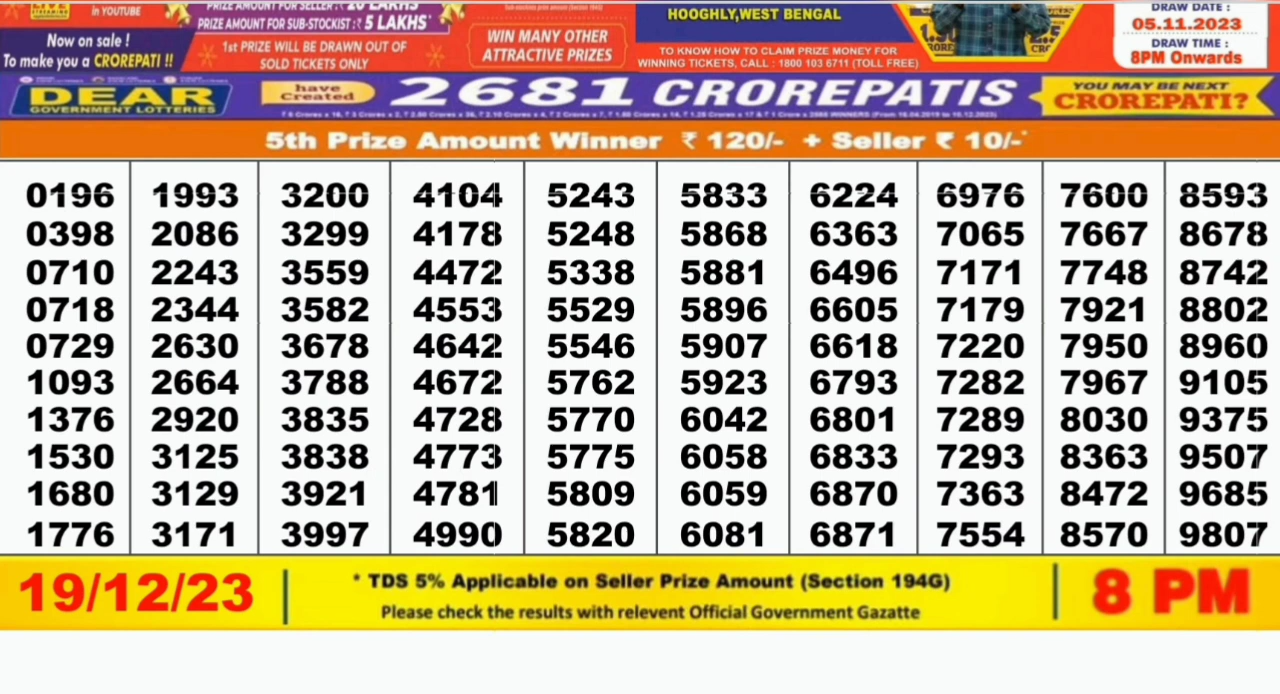 LIVE
in YOUTUBE
PRIZE AMOUNT FOR SELLER : ₹ 20 LAKHS
PRIZE AMOUNT FOR SUB-STOCKIST : ₹ 5 LAKHS*
Now on sale !
To make you a CROREPATI !!
1st PRIZE WILL BE DRAWN OUT OF
SOLD TICKETS ONLY
WIN MANY OTHER
ATTRACTIVE PRIZES
HOOGHLY,WEST BENGAL
TO KNOW HOW TO CLAIM PRIZE MONEY FOR
WINNING TICKETS, CALL : 1800 103 6711 (TOLL FREE)
DRAW DATE :
05.11.2023
DRAW TIME :
8PM Onwards
DEAR
GOVERNMENT LOTTERIES
have
created
2681 CROREPATIS
YOU MAY BE NEXT
CROREPATI?
5th Prize Amount Winner ₹ 120/- + Seller ₹ 10/-*
0196 1993 3200 4104 5243 5833 6224 6976 7600 8593
0398 2086 3299 4178 5248 5868 6363 7065 7667 8678
0710 2243 3559 4472 5338 5881 6496 7171 7748 8742
0718 2344 3582 4553 5529 5896 6605 7179 7921 8802
0729 2630 3678 4642 5546 5907 6618 7220 7950 8960
1093 2664 3788 4672 5762 5923 6793 7282 7967 9105
1376 2920 3835 4728 5770 6042 6801 7289 8030 9375
1530 3125 3838 4773 5775 6058 6833 7293 8363 9507
1680 3129 3921 4781 5809 6059 6870 7363 8472 9685
1776 3171 3997 4990 5820 6081 6871 7554 8570 9807
19/12/23
* TDS 5% Applicable on Seller Prize Amount (Section 194G)
Please check the results with relevent Official Government Gazatte
8 PM